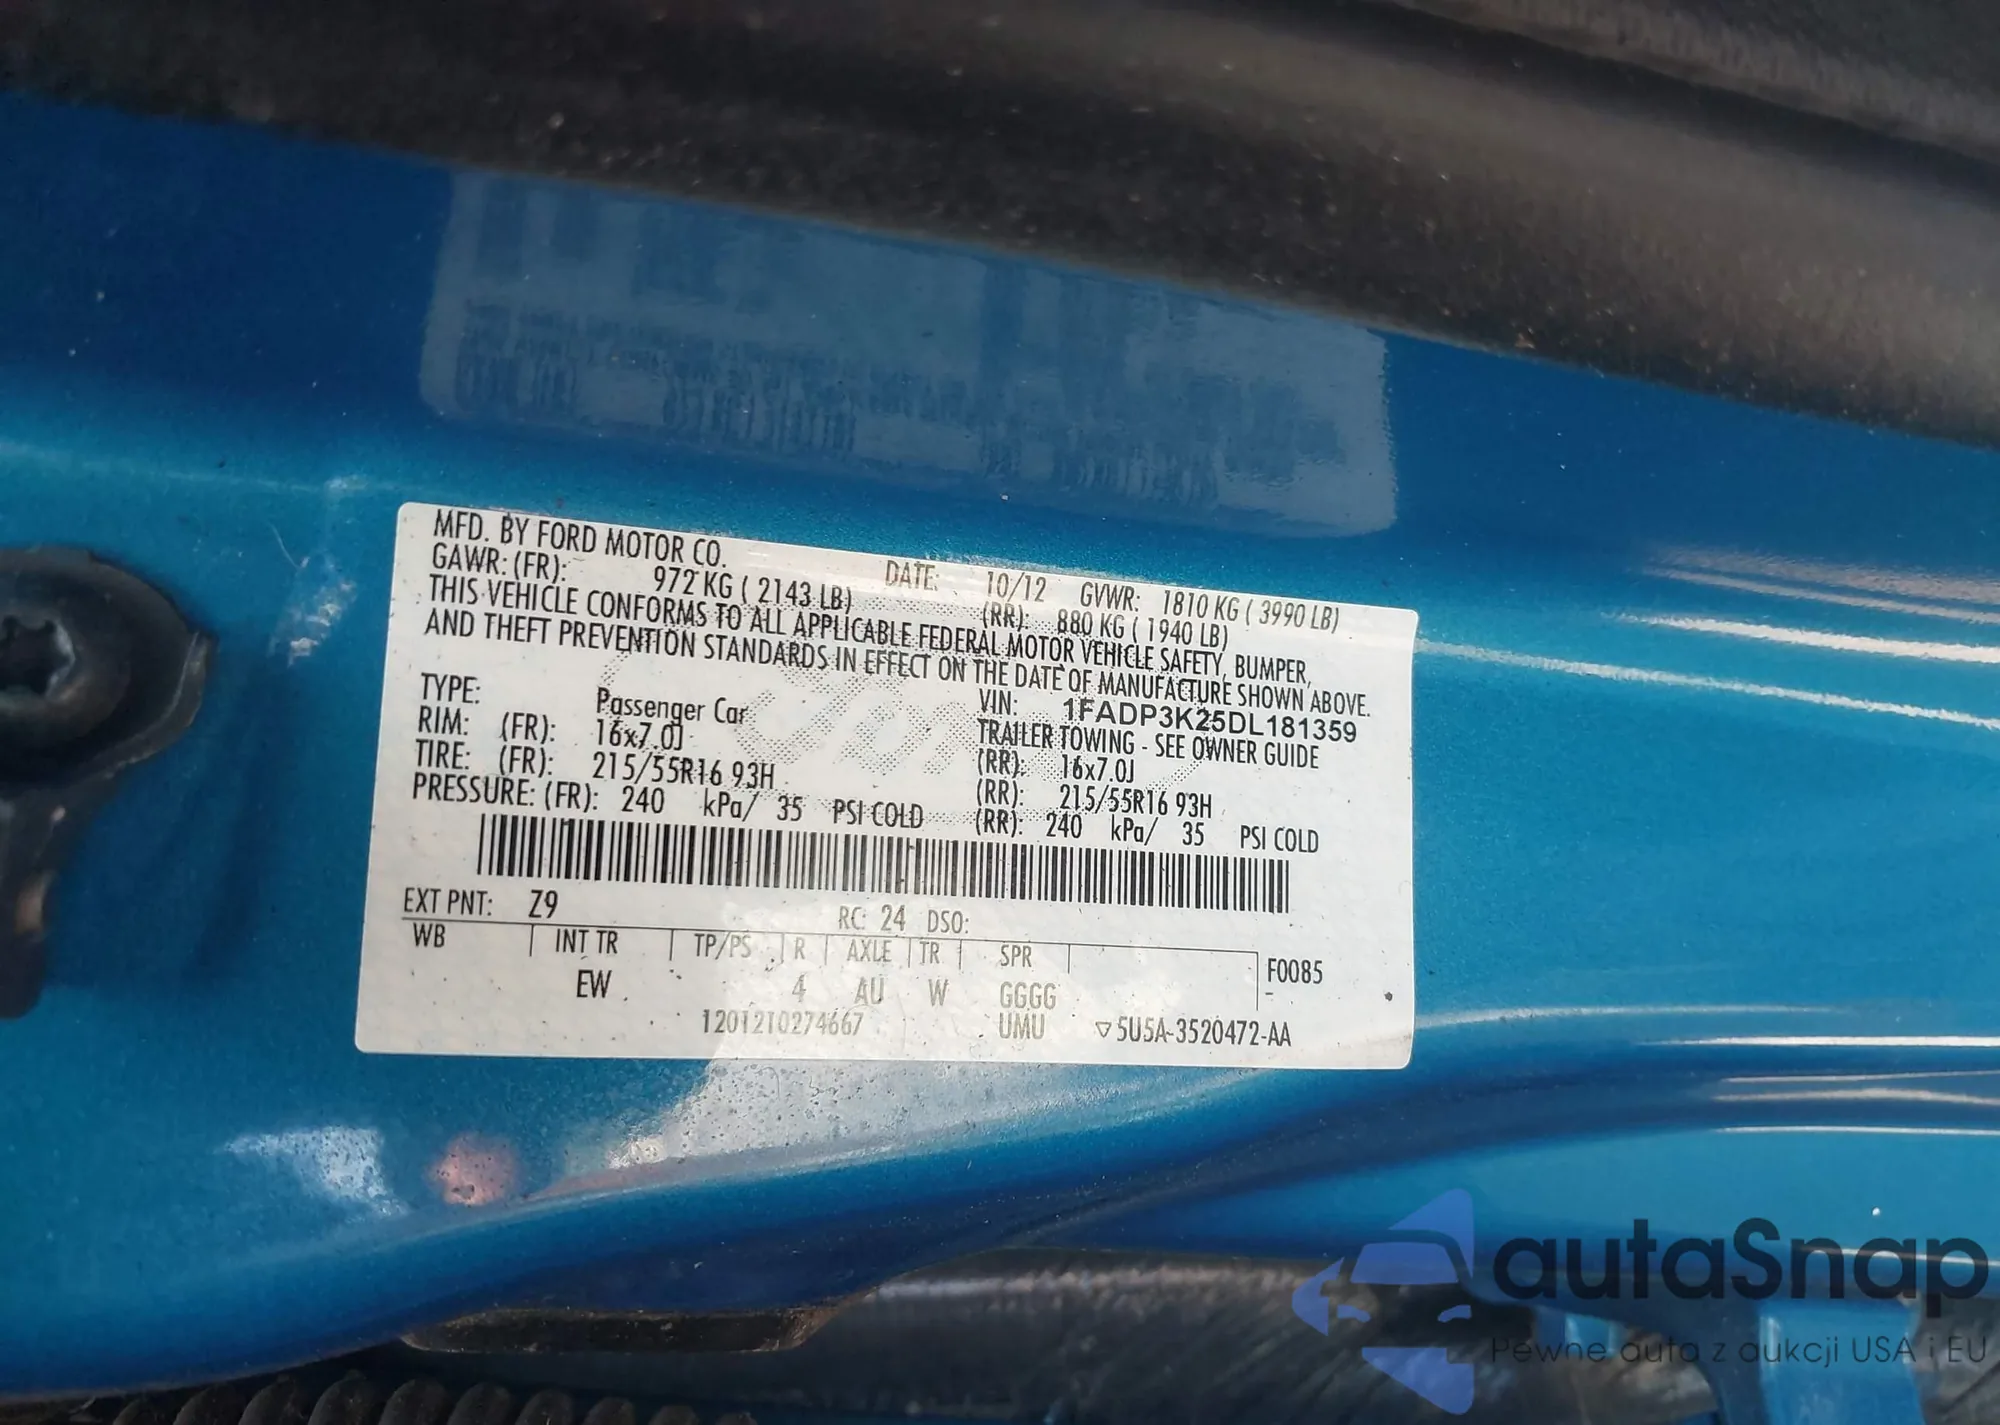 MFD. BY FORD MOTOR CO. DATE: 10/12 GVWR: 1810 KG ( 3990 LB)
GAWR: (FR): 972 KG ( 2143 LB) (RR): 880 KG ( 1940 LB)
THIS VEHICLE CONFORMS TO ALL APPLICABLE FEDERAL MOTOR VEHICLE SAFETY, BUMPER,
AND THEFT PREVENTION STANDARDS IN EFFECT ON THE DATE OF MANUFACTURE SHOWN ABOVE.
TYPE: Passenger Car VIN: 1FADP3K25DL181359
TRAILER TOWING - SEE OWNER GUIDE
RIM: (FR): 16x7.0J (RR): 16x7.0J
TIRE: (FR): 215/55R16 93H (RR): 215/55R16 93H
PRESSURE: (FR): 240 kPa/ 35 PSI COLD (RR): 240 kPa/ 35 PSI COLD
EXT PNT: Z9 RC: 24 DSO:
WB INT TR TP/PS R AXLE TR SPR F0085
EW 4 AU W GGGG
1201210274667 UMU ▽5U5A-3520472-AA
autaSnap
Pewne auta z aukcji USA i EU